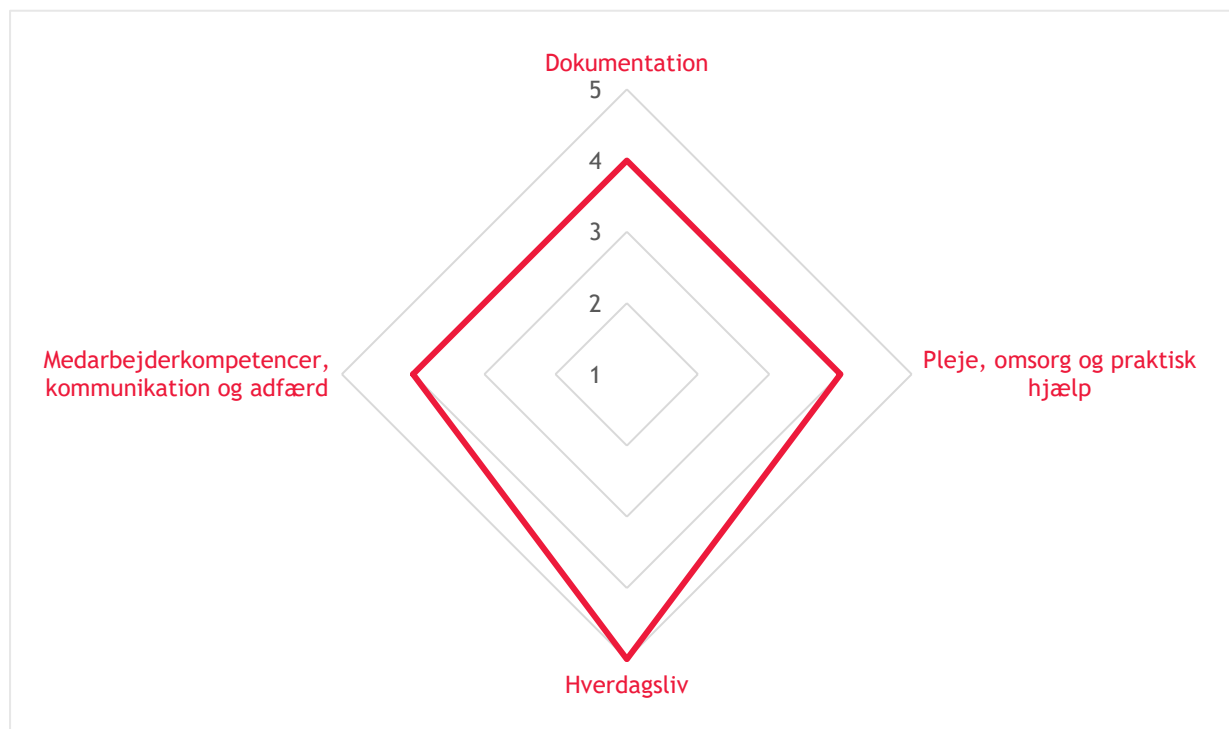 Dokumentation
5
4
3
2
1
Medarbejderkompetencer,
kommunikation og adfærd
Pleje, omsorg og praktisk
hjælp
Hverdagsliv